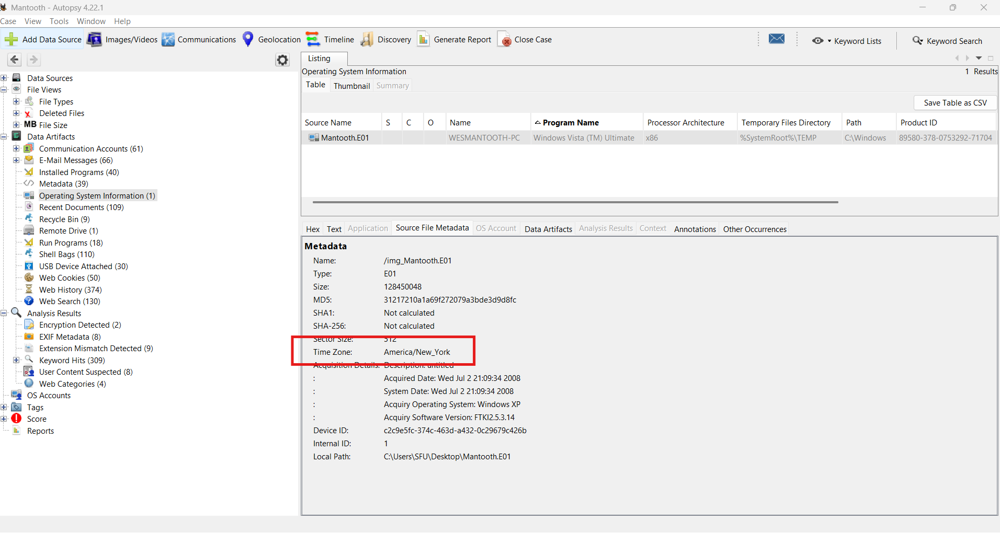 Mantooth - Autopsy 4.22.1
Case View Tools Window Help
Add Data Source Images/Videos Communications Geolocation Timeline Discovery Generate Report Close Case Keyword Lists Keyword Search
Data Sources
File Views
File Types
Deleted Files
MB File Size
Data Artifacts
Communication Accounts (61)
E-Mail Messages (66)
Installed Programs (40)
Metadata (39)
Operating System Information (1)
Recent Documents (109)
Recycle Bin (9)
Remote Drive (1)
Run Programs (18)
Shell Bags (110)
USB Device Attached (30)
Web Cookies (50)
Web History (374)
Web Search (130)
Analysis Results
Encryption Detected (2)
EXIF Metadata (8)
Extension Mismatch Detected (9)
Keyword Hits (309)
User Content Suspected (8)
Web Categories (4)
OS Accounts
Tags
Score
Reports
Listing
Operating System Information 1 Results
Table Thumbnail Summary
Save Table as CSV
Source Name S C O Name Program Name Processor Architecture Temporary Files Directory Path Product ID
Mantooth.E01 WESMANTOOTH-PC Windows Vista (TM) Ultimate x86 %SystemRoot%\TEMP C:\Windows 89580-378-0753292-71704
Hex Text Application Source File Metadata OS Account Data Artifacts Analysis Results Context Annotations Other Occurrences
Metadata
Name: /img_Mantooth.E01
Type: E01
Size: 128450048
MD5: 31217210a1a69f272079a3bde3d9d8fc
SHA1: Not calculated
SHA-256: Not calculated
Sector Size: 512
Time Zone: America/New_York
Acquisition Details: Description: untitled
: Acquired Date: Wed Jul 2 21:09:34 2008
: System Date: Wed Jul 2 21:09:34 2008
: Acquiry Operating System: Windows XP
: Acquiry Software Version: FTKI2.5.3.14
Device ID: c2c9e5fc-374c-463d-a432-0c29679c426b
Internal ID: 1
Local Path: C:\Users\SFU\Desktop\Mantooth.E01